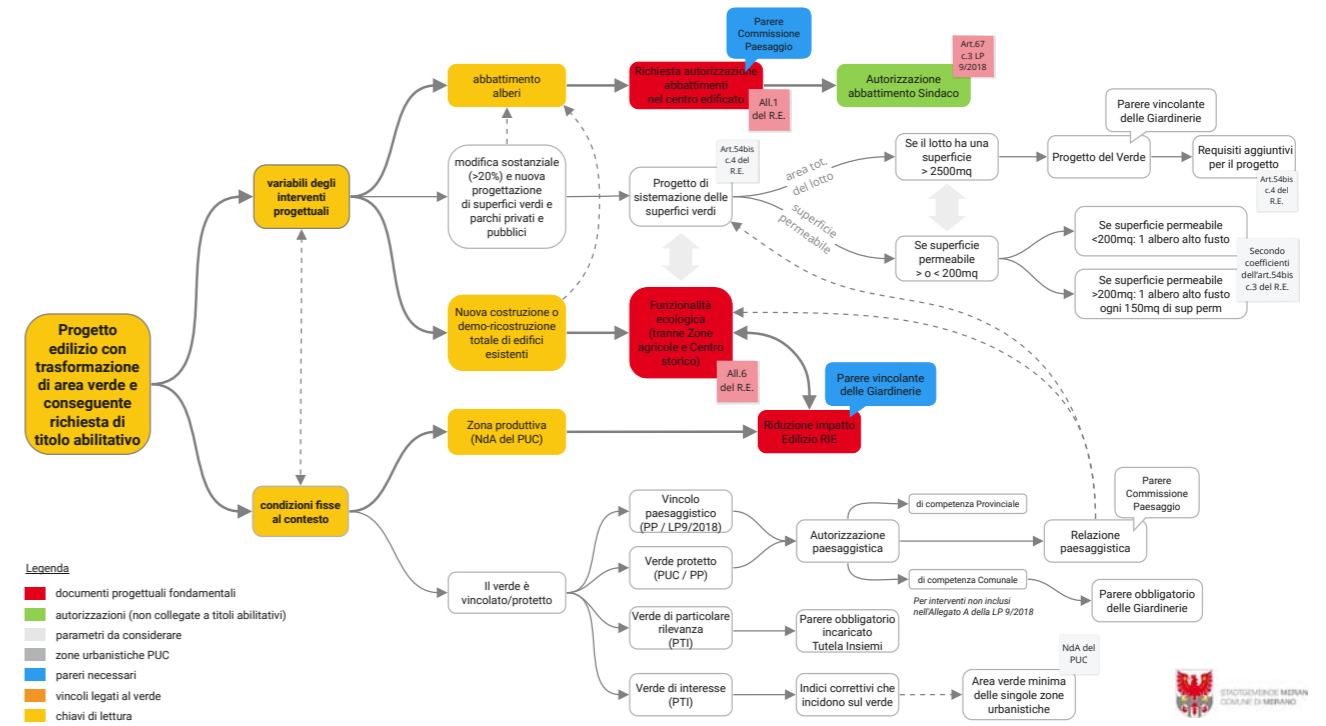 Parere
Commissione
Paesaggio
Art.67
c.3 LP
9/2018
abbattimento
alberi
Richiesta autorizzazione
abbattimenti
nel centro edificato
All.1
del R.E.
Autorizzazione
abbattimento Sindaco
Parere vincolante
delle Giardinerie
modifica sostanziale
(>20%) e nuova
progettazione
di superfici verdi e
parchi privati e
pubblici
Art.54bis
c.4 del
R.E.
Progetto di
sistemazione delle
superfici verdi
area tot.
del lotto
superficie
permeabile
Se il lotto ha una
superficie
> 2500mq
Progetto del Verde
Requisiti aggiuntivi
per il progetto
Art.54bis
c.4 del
R.E.
variabili degli
interventi
progettuali
Se superficie
permeabile
> o < 200mq
Se superficie permeabile
<200mq: 1 albero alto fusto
Se superficie permeabile
>200mq: 1 albero alto fusto
ogni 150mq di sup perm
Secondo
coefficienti
dell'art.54bis
c.3 del R.E.
Nuova costruzione o
demo-ricostruzione
totale di edifici
esistenti
Funzionalità
ecologica
(tranne Zone
agricole e Centro
storico)
All.6
del R.E.
Progetto
edilizio con
trasformazione
di area verde e
conseguente
richiesta di
titolo abilitativo
Parere vincolante
delle Giardinerie
Zona produttiva
(NdA del PUC)
Riduzione impatto
Edilizio RIE
condizioni fisse
al contesto
Vincolo
paesaggistico
(PP / LP9/2018)
Verde protetto
(PUC / PP)
Autorizzazione
paesaggistica
di competenza Provinciale
Relazione
paesaggistica
Parere
Commissione
Paesaggio
di competenza Comunale
Per interventi non inclusi
nell'Allegato A della LP 9/2018
Parere obbligatorio
delle Giardinerie
Il verde è
vincolato/protetto
Verde di particolare
rilevanza
(PTI)
Parere obbligatorio
incaricato
Tutela Insiemi
Verde di interesse
(PTI)
Indici correttivi che
incidono sul verde
Area verde minima
delle singole zone
urbanistiche
NdA del
PUC
Legenda
documenti progettuali fondamentali
autorizzazioni (non collegate a titoli abilitativi)
parametri da considerare
zone urbanistiche PUC
pareri necessari
vincoli legati al verde
chiavi di lettura
STADTGEMEINDE MERAN
COMUNE DI MERANO